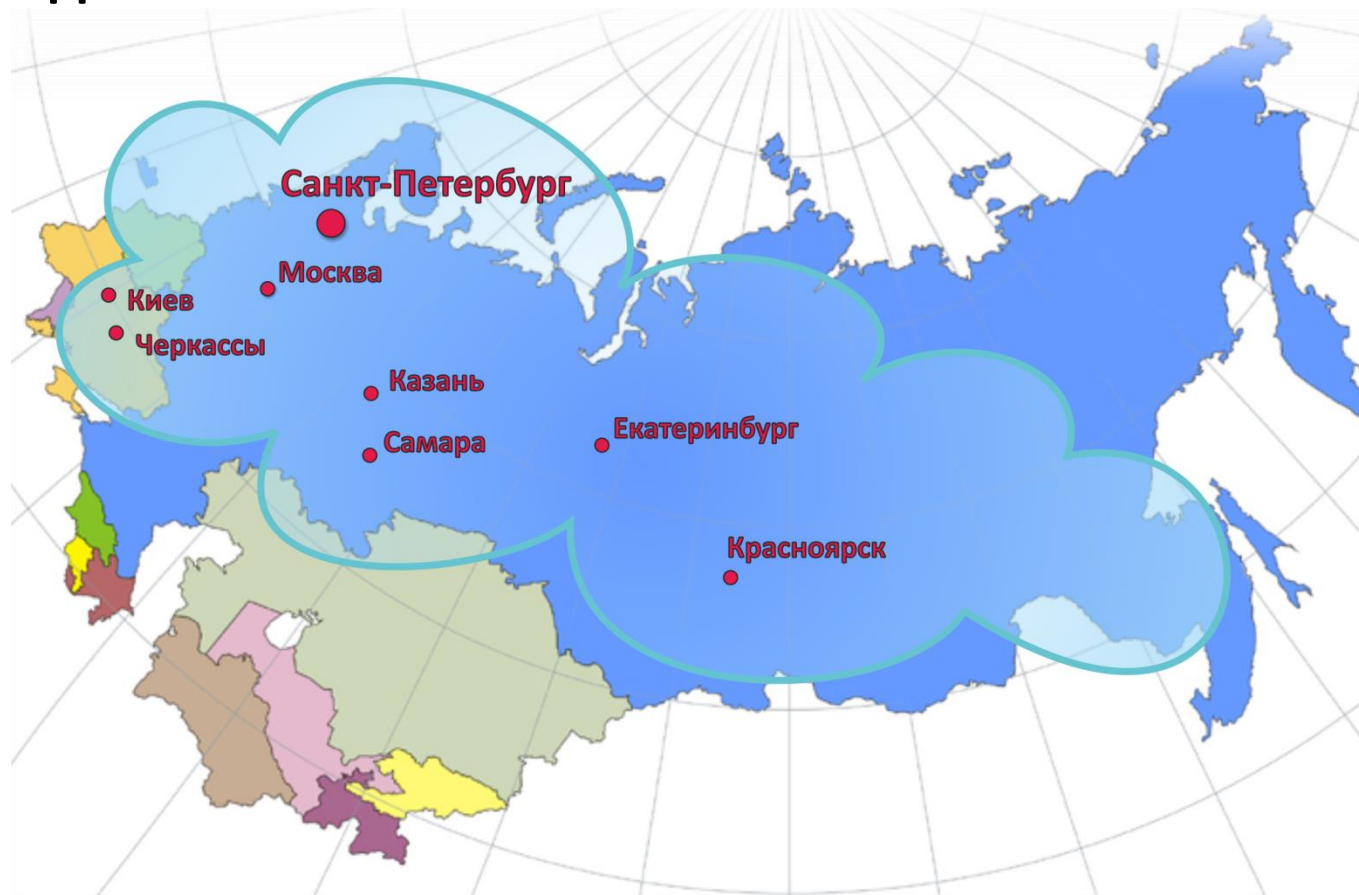 Санкт-Петербург
Москва
Киев
Черкассы
Казань
Екатеринбург
Самара
Красноярск